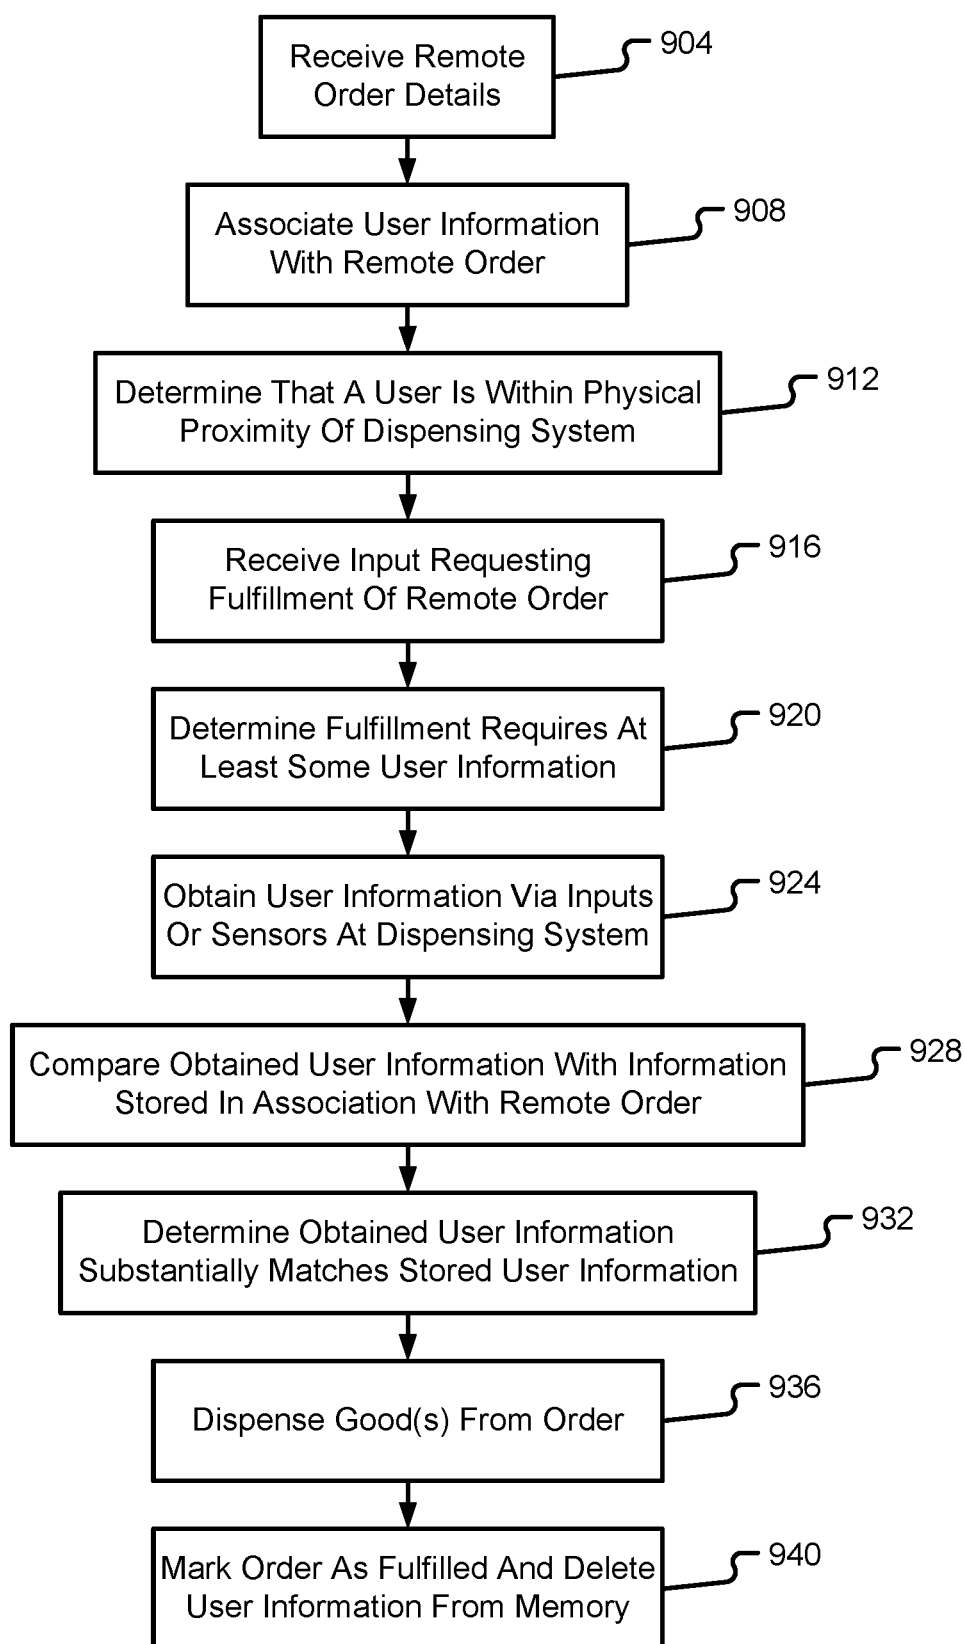 Receive Remote
Order Details
904
Associate User Information
With Remote Order
908
Determine That A User Is Within Physical
Proximity Of Dispensing System
912
Receive Input Requesting
Fulfillment Of Remote Order
916
Determine Fulfillment Requires At
Least Some User Information
920
Obtain User Information Via Inputs
Or Sensors At Dispensing System
924
Compare Obtained User Information With Information
Stored In Association With Remote Order
928
Determine Obtained User Information
Substantially Matches Stored User Information
932
Dispense Good(s) From Order
936
Mark Order As Fulfilled And Delete
User Information From Memory
940